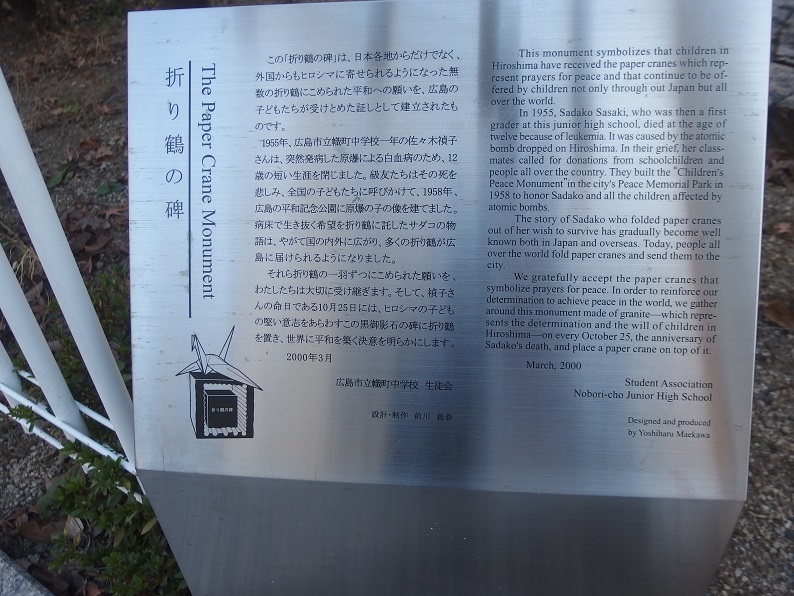 折り鶴の碑
The Paper Crane Monument
この「折り鶴の碑」は、日本各地からだけでなく、
外国からもヒロシマに寄せられるようになった無
数の折り鶴にこめられた平和への願いを、広島の
子どもたちが受けとめた証しとして建立されたも
のです。
1955年、広島市立幟町中学校一年の佐々木禎子
さんは、突然発病した原爆による白血病のため、12
歳の短い生涯を閉じました。級友たちはその死を
悲しみ、全国の子どもたちに呼びかけて、1958年、
広島の平和記念公園に原爆の子の像を建てました。
病床で生き抜く希望を折り鶴に託したサダコの物
語は、やがて国の内外に広がり、多くの折り鶴が広
島に届けられるようになりました。
それら折り鶴の一羽ずつにこめられた願いを、
わたしたちは大切に受け継ぎます。そして、禎子さ
んの命日である10月25日には、ヒロシマの子ども
の堅い意志をあらわすこの黒御影石の碑に折り鶴
を置き、世界に平和を築く決意を明らかにします。
2000年3月
広島市立幟町中学校 生徒会
設計・制作 前川 義春
折り鶴の碑
This monument symbolizes that children in
Hiroshima have received the paper cranes which rep-
resent prayers for peace and that continue to be of-
fered by children not only through out Japan but all
over the world.
In 1955, Sadako Sasaki, who was then a first
grader at this junior high school, died at the age of
twelve because of leukemia. It was caused by the atomic
bomb dropped on Hiroshima. In their grief, her class-
mates called for donations from schoolchildren and
people all over the country. They built the "Children's
Peace Monument" in the city's Peace Memorial Park in
1958 to honor Sadako and all the children affected by
atomic bombs.
The story of Sadako who folded paper cranes
out of her wish to survive has gradually become well
known both in Japan and overseas. Today, people all
over the world fold paper cranes and send them to the
city.
We gratefully accept the paper cranes that
symbolize prayers for peace. In order to reinforce our
determination to achieve peace in the world, we gather
around this monument made of granite—which repre-
sents the determination and the will of children in
Hiroshima—on every October 25, the anniversary of
Sadako's death, and place a paper crane on top of it.
March, 2000
Student Association
Nobori-cho Junior High School
Designed and produced
by Yoshiharu Maekawa